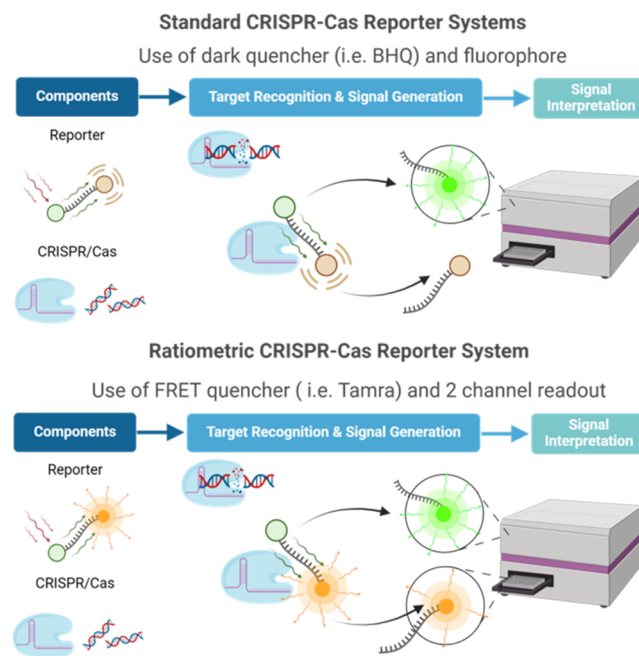 Standard CRISPR-Cas Reporter Systems
Use of dark quencher (i.e. BHQ) and fluorophore
Components
Target Recognition & Signal Generation
Signal
Interpretation
Reporter
CRISPR/Cas
Ratiometric CRISPR-Cas Reporter System
Use of FRET quencher ( i.e. Tamra) and 2 channel readout
Components
Target Recognition & Signal Generation
Signal
Interpretation
Reporter
CRISPR/Cas